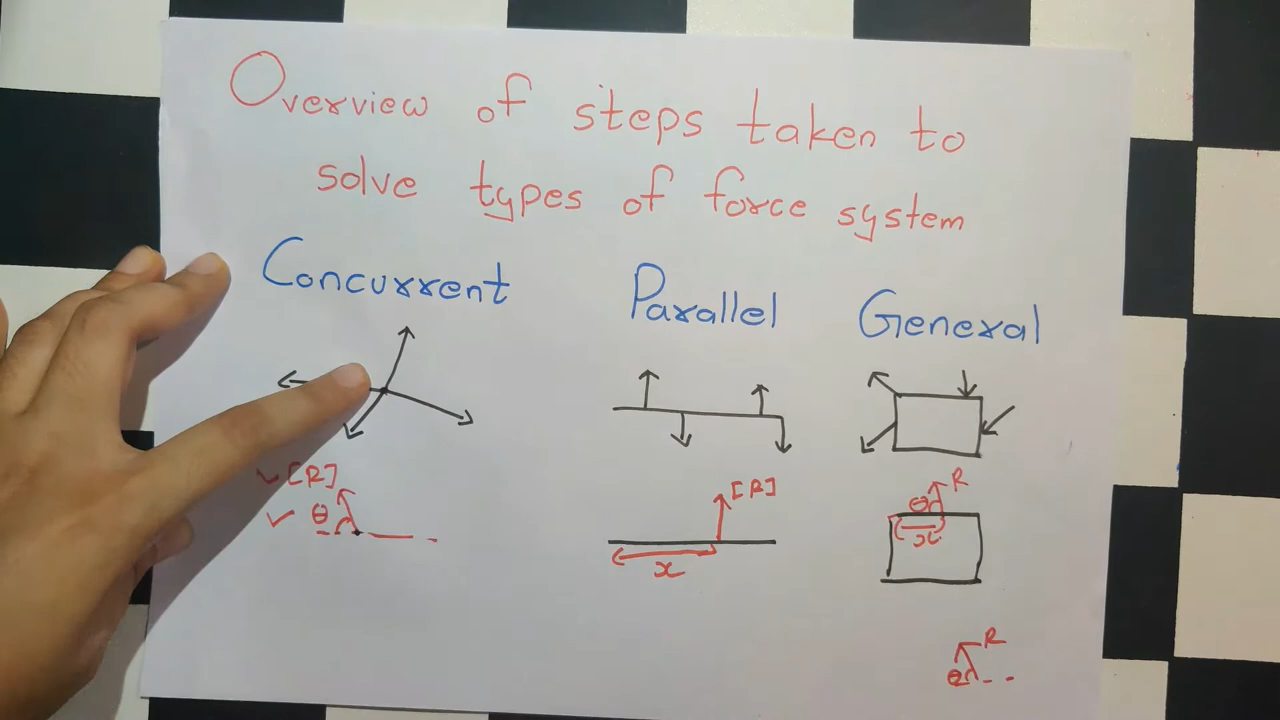 Overview of steps taken to
solve types of force system
Concurrent
Parallel
General
[R]
θ
[R]
x
R
θ
x
R
θ